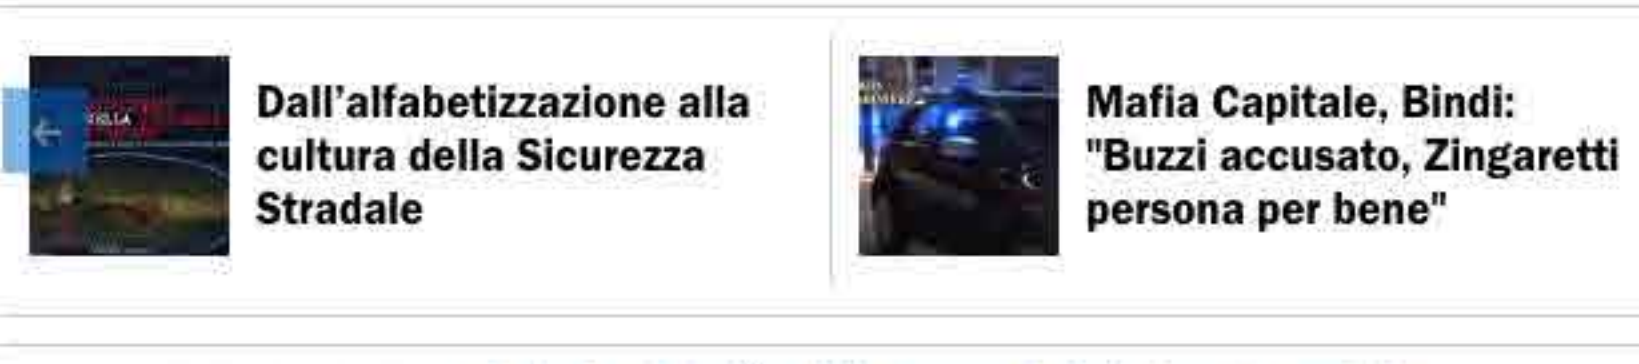 Dall'alfabetizzazione alla
cultura della Sicurezza
Stradale
Mafia Capitale, Bindi:
"Buzzi accusato, Zingaretti
persona per bene"